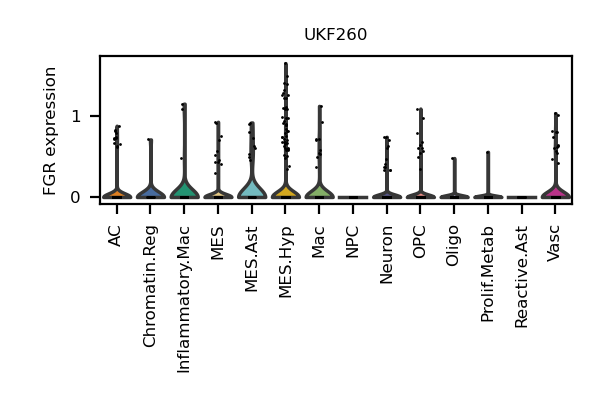 UKF260
FGR expression
1
0
AC
Chromatin.Reg
Inflammatory.Mac
MES
MES.Ast
MES.Hyp
Mac
NPC
Neuron
OPC
Oligo
Prolif.Metab
Reactive.Ast
Vasc